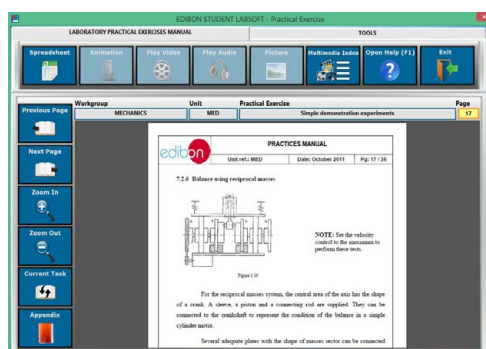 EDIBON STUDENT LABSOFT - Practical Exercise
LABORATORY PRACTICAL EXERCISES MANUAL
TOOLS
Spreadsheet
Animation
Play Video
Play Audio
Picture
Multimedia Index
Open Help (F1)
Exit
Previous Page
Workgroup
Unit
Practical Exercise
Page
MECHANICS
MED
Simple demonstration experiments
17
Next Page
Zoom In
Zoom Out
Current Task
Appendix
edibon
PRACTICES MANUAL
Unit ref.: MED
Date: October 2011
Pg: 17 / 36
7.2.6 Balance using reciprocal masses
NOTE: Set the velocity
control to the maximum to
perform these tests.
For the reciprocal masses system, the central area of the axis has the shape
of a crank. A sleeve, a piston and a connecting rod are supplied. They can be
connected to the crankshaft to represent the condition of the balance in a simple
cylinder motor.
Several adequate plates with the shape of masses sector can be connected